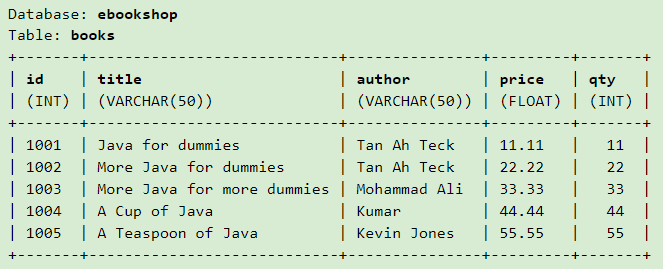 Database: ebookshop
Table: books
+-------+----------------------------+---------------+---------+-------+
| id    | title                      | author        | price   | qty   |
| (INT) | (VARCHAR(50))              | (VARCHAR(50)) | (FLOAT) | (INT) |
+-------+----------------------------+---------------+---------+-------+
| 1001  | Java for dummies           | Tan Ah Teck   | 11.11   |   11  |
| 1002  | More Java for dummies      | Tan Ah Teck   | 22.22   |   22  |
| 1003  | More Java for more dummies | Mohammad Ali  | 33.33   |   33  |
| 1004  | A Cup of Java              | Kumar         | 44.44   |   44  |
| 1005  | A Teaspoon of Java         | Kevin Jones   | 55.55   |   55  |
+-------+----------------------------+---------------+---------+-------+